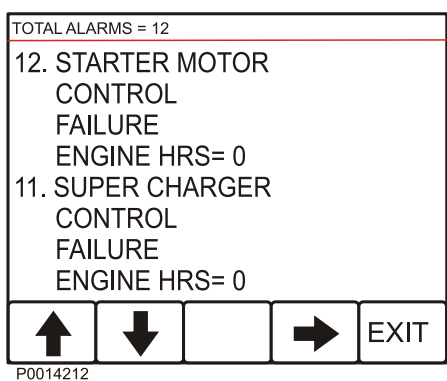 TOTAL ALARMS = 12
12. STARTER MOTOR
CONTROL
FAILURE
ENGINE HRS= 0
11. SUPER CHARGER
CONTROL
FAILURE
ENGINE HRS= 0
EXIT
P0014212